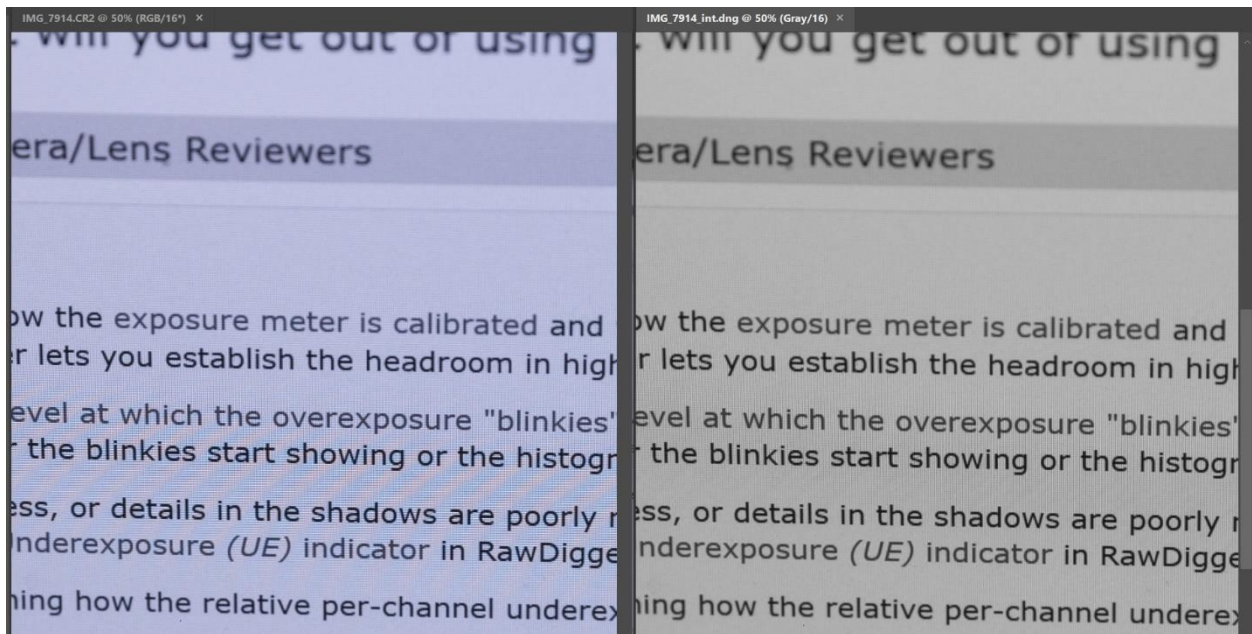 IMG_7914.CR2 @ 50% (RGB/16*) ×
. will you get out of using
era/Lens Reviewers
ow the exposure meter is calibrated and
r lets you establish the headroom in high
evel at which the overexposure "blinkies"
r the blinkies start showing or the histogr
ess, or details in the shadows are poorly r
nderexposure (UE) indicator in RawDigge
ning how the relative per-channel underex
IMG_7914_int.dng @ 50% (Gray/16) ×
. will you get out of using
era/Lens Reviewers
ow the exposure meter is calibrated and
r lets you establish the headroom in high
evel at which the overexposure "blinkies"
r the blinkies start showing or the histogr
ess, or details in the shadows are poorly r
nderexposure (UE) indicator in RawDigge
ning how the relative per-channel underex